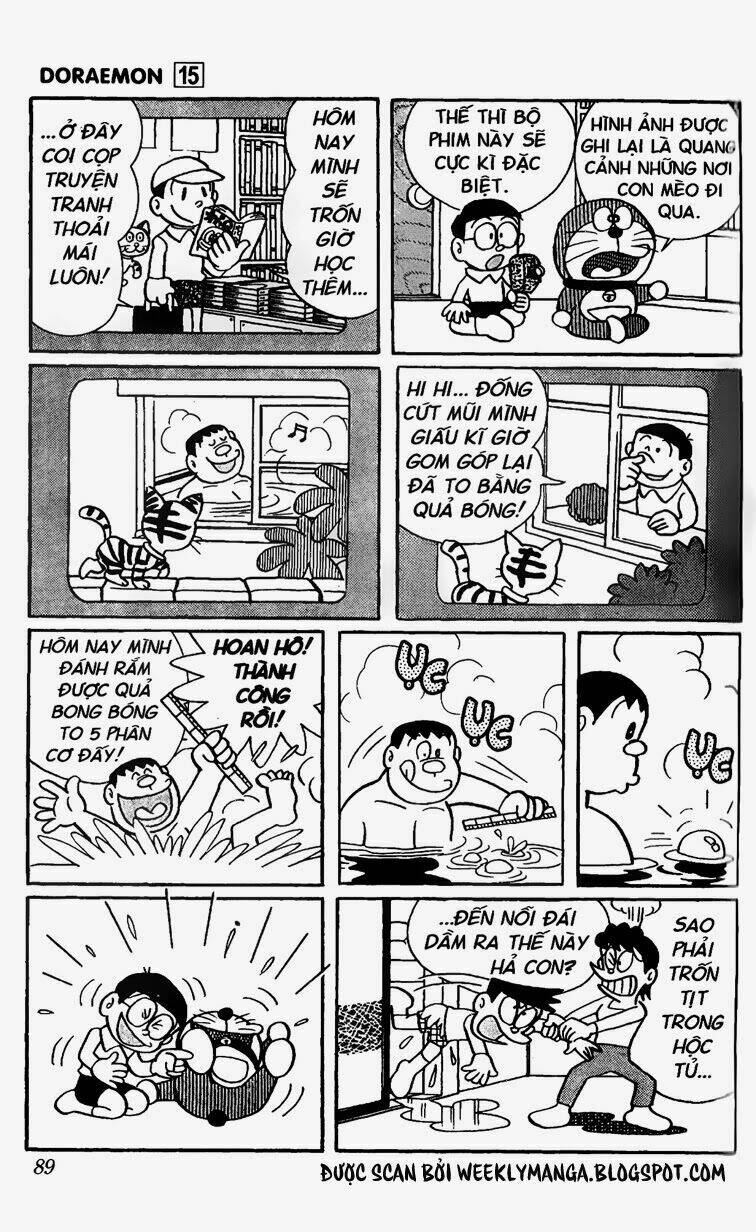 DORAEMON 15
HÌNH ẢNH ĐƯỢC
GHI LẠI LÀ QUANG
CẢNH NHỮNG NƠI
CON MÈO ĐI
QUA.
THẾ THÌ BỘ
PHIM NÀY SẼ
CỰC KÌ ĐẶC
BIỆT.
HÔM
NAY
MÌNH
SẼ
TRỐN
GIỜ
HỌC
THÊM...
...Ở ĐÂY
COI CỌP
TRUYỆN
TRANH
THOẢI
MÁI
LUÔN!
HI HI... ĐỐNG
CỨT MŨI MÌNH
GIẤU KĨ GIỜ
GOM GÓP LẠI
ĐÃ TO BẰNG
QUẢ BÓNG!
ỤC
ỤC
ỤC
HOAN HÔ!
THÀNH
CÔNG
RỒI!
HÔM NAY MÌNH
ĐÁNH RẮM
ĐƯỢC QUẢ
BONG BÓNG
TO 5 PHÂN
CƠ ĐẤY!
SAO
PHẢI
TRỐN
TỊT
TRONG
HỐC
TỦ...
...ĐẾN NỖI ĐÁI
DẦM RA THẾ NÀY
HẢ CON?
89
ĐƯỢC SCAN BỞI WEEKLYMANGA.BLOGSPOT.COM